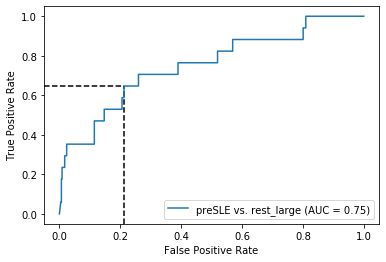 1.0
0.8
0.6
0.4
0.2
0.0
True Positive Rate
preSLE vs. rest_large (AUC = 0.75)
0.0 0.2 0.4 0.6 0.8 1.0
False Positive Rate